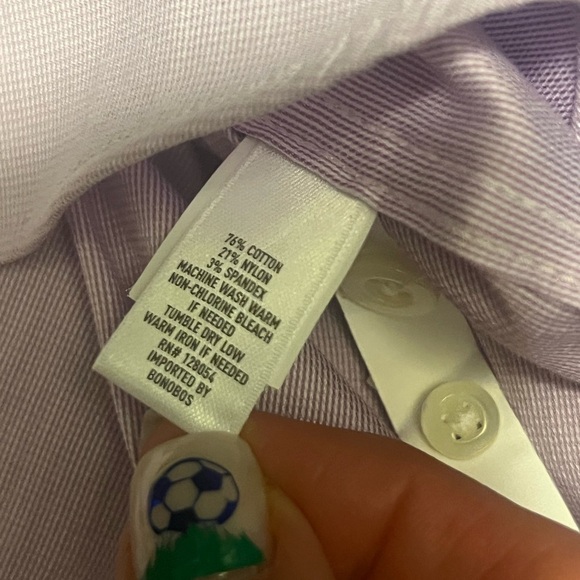 76% COTTON
21% NYLON
3% SPANDEX
MACHINE WASH WARM
NON-CHLORINE BLEACH
IF NEEDED
TUMBLE DRY LOW
WARM IRON IF NEEDED
RN# 128054
IMPORTED BY
BONOBOS